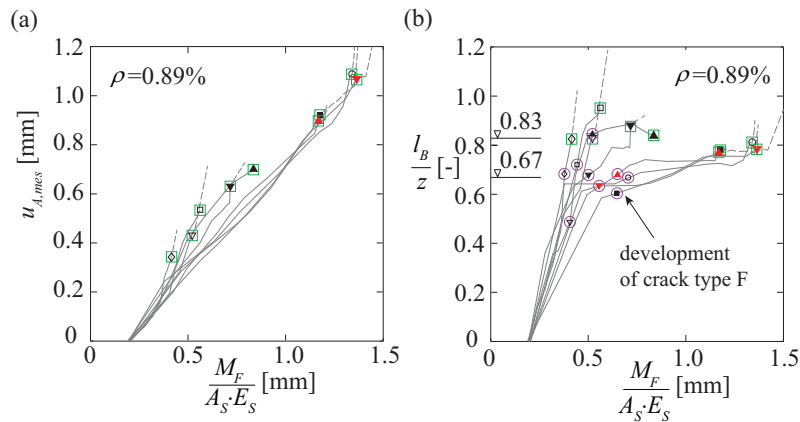 (a)
1.2
1.0
0.8
0.6
0.4
0.2
0
u_{A,mes} [mm]
ρ=0.89%
0
0.5
1.0
1.5
M_F
A_S·E_S
[mm]
(b)
1.2
1.0
0.8
0.6
0.4
0.2
0
l_B
z
[-]
ρ=0.89%
0.83
0.67
development
of crack type F
0
0.5
1.0
1.5
M_F
A_S·E_S
[mm]